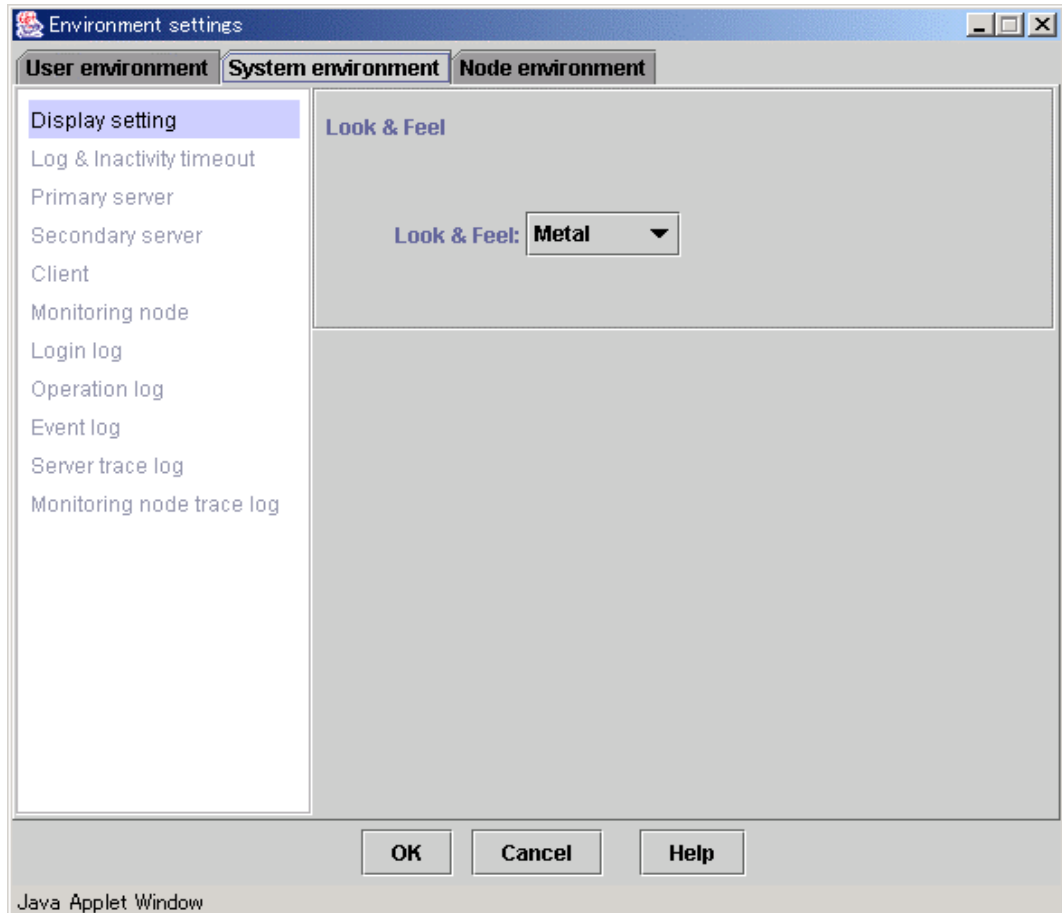 Environment settings
User environment System environment Node environment
Display setting
Log & Inactivity timeout
Primary server
Secondary server
Client
Monitoring node
Login log
Operation log
Event log
Server trace log
Monitoring node trace log
Look & Feel
Look & Feel: Metal
OK Cancel Help
Java Applet Window